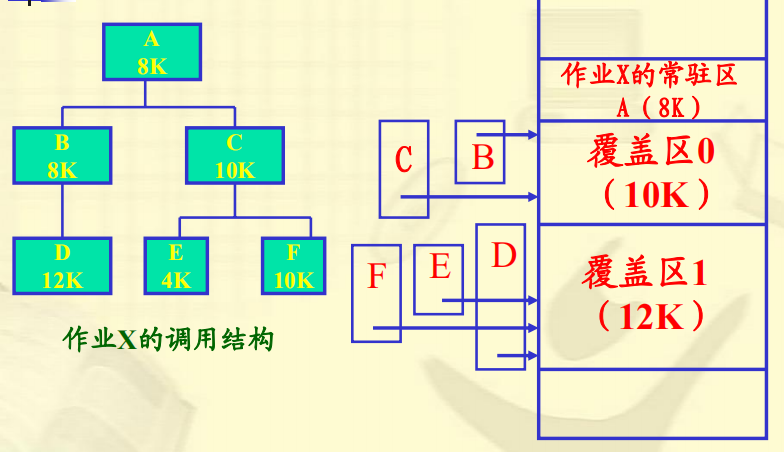 A
8K
B
8K
C
10K
D
12K
E
4K
F
10K
作业X的调用结构
作业X的常驻区
A（8K）
C
B
覆盖区0
（10K）
F
E
D
覆盖区1
（12K）